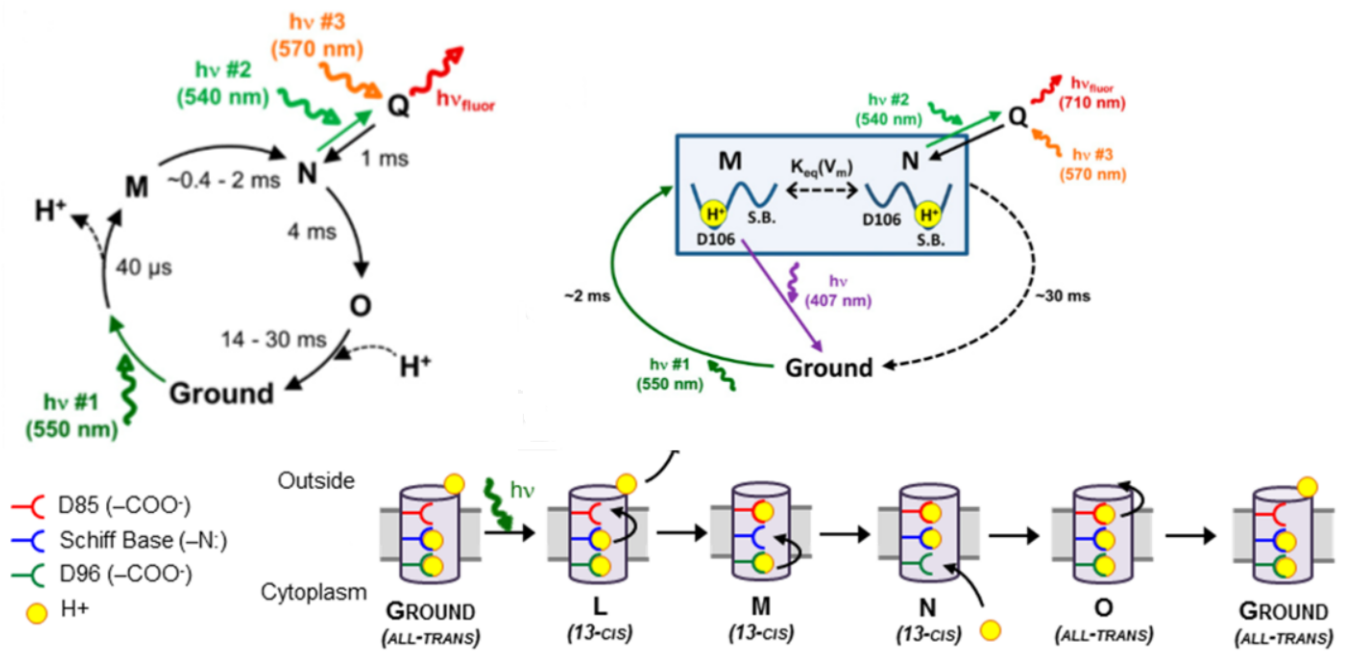 hν #3
(570 nm)
hν #2
(540 nm)
Q
hνfluor
1 ms
M
~0.4 - 2 ms
N
H+
4 ms
40 µs
O
14 - 30 ms
H+
Ground
hν #1
(550 nm)
hν #2
(540 nm)
Q
hνfluor
(710 nm)
hν #3
(570 nm)
M
Keq(Vm)
N
H+
S.B.
D106
D106
H+
S.B.
hν
(407 nm)
~2 ms
~30 ms
hν #1
(550 nm)
Ground
D85 (–COO-)
Schiff Base (–N:)
D96 (–COO-)
H+
Outside
Cytoplasm
hν
GROUND
(ALL-TRANS)
L
(13-CIS)
M
(13-CIS)
N
(13-CIS)
O
(ALL-TRANS)
GROUND
(ALL-TRANS)